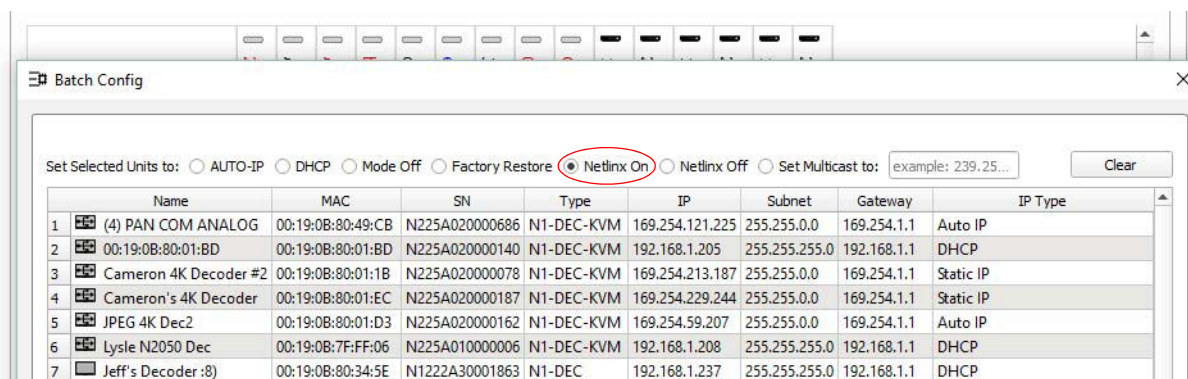 Batch Config
Set Selected Units to: AUTO-IP DHCP Mode Off Factory Restore Netlinx On Netlinx Off Set Multicast to: example: 239.25... Clear
Name MAC SN Type IP Subnet Gateway IP Type
1 (4) PAN COM ANALOG 00:19:0B:80:49:CB N225A020000686 N1-DEC-KVM 169.254.121.225 255.255.0.0 169.254.1.1 Auto IP
2 00:19:0B:80:01:BD 00:19:0B:80:01:BD N225A020000140 N1-DEC-KVM 192.168.1.205 255.255.255.0 192.168.1.1 DHCP
3 Cameron 4K Decoder #2 00:19:0B:80:01:1B N225A020000078 N1-DEC-KVM 169.254.213.187 255.255.0.0 169.254.1.1 Static IP
4 Cameron's 4K Decoder 00:19:0B:80:01:EC N225A020000187 N1-DEC-KVM 169.254.229.244 255.255.0.0 169.254.1.1 Static IP
5 JPEG 4K Dec2 00:19:0B:80:01:D3 N225A020000162 N1-DEC-KVM 169.254.59.207 255.255.0.0 169.254.1.1 Auto IP
6 Lysle N2050 Dec 00:19:0B:7F:FF:06 N225A010000006 N1-DEC-KVM 192.168.1.208 255.255.255.0 192.168.1.1 DHCP
7 Jeff's Decoder :8) 00:19:0B:80:34:5E N1222A30001863 N1-DEC 192.168.1.237 255.255.255.0 192.168.1.1 DHCP